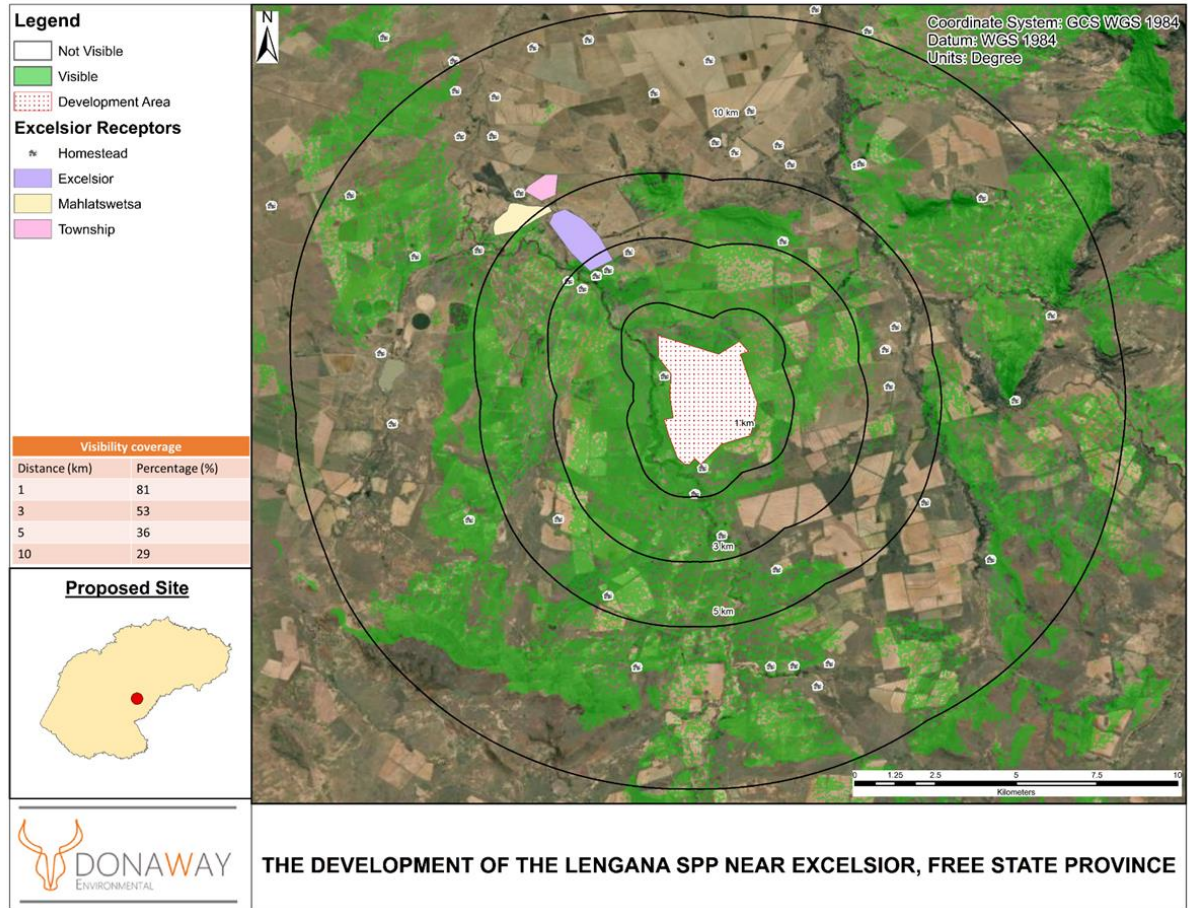 Legend
Not Visible
Visible
Development Area
Excelsior Receptors
Homestead
Excelsior
Mahlatswetsa
Township
Visibility coverage
Distance (km) Percentage (%)
1 81
3 53
5 36
10 29
Proposed Site
DONAWAY
ENVIRONMENTAL
N
Coordinate System: GCS WGS 1984
Datum: WGS 1984
Units: Degree
10 km
1 km
3 km
5 km
0 1.25 2.5 5 7.5 10
Kilometers
THE DEVELOPMENT OF THE LENGANA SPP NEAR EXCELSIOR, FREE STATE PROVINCE